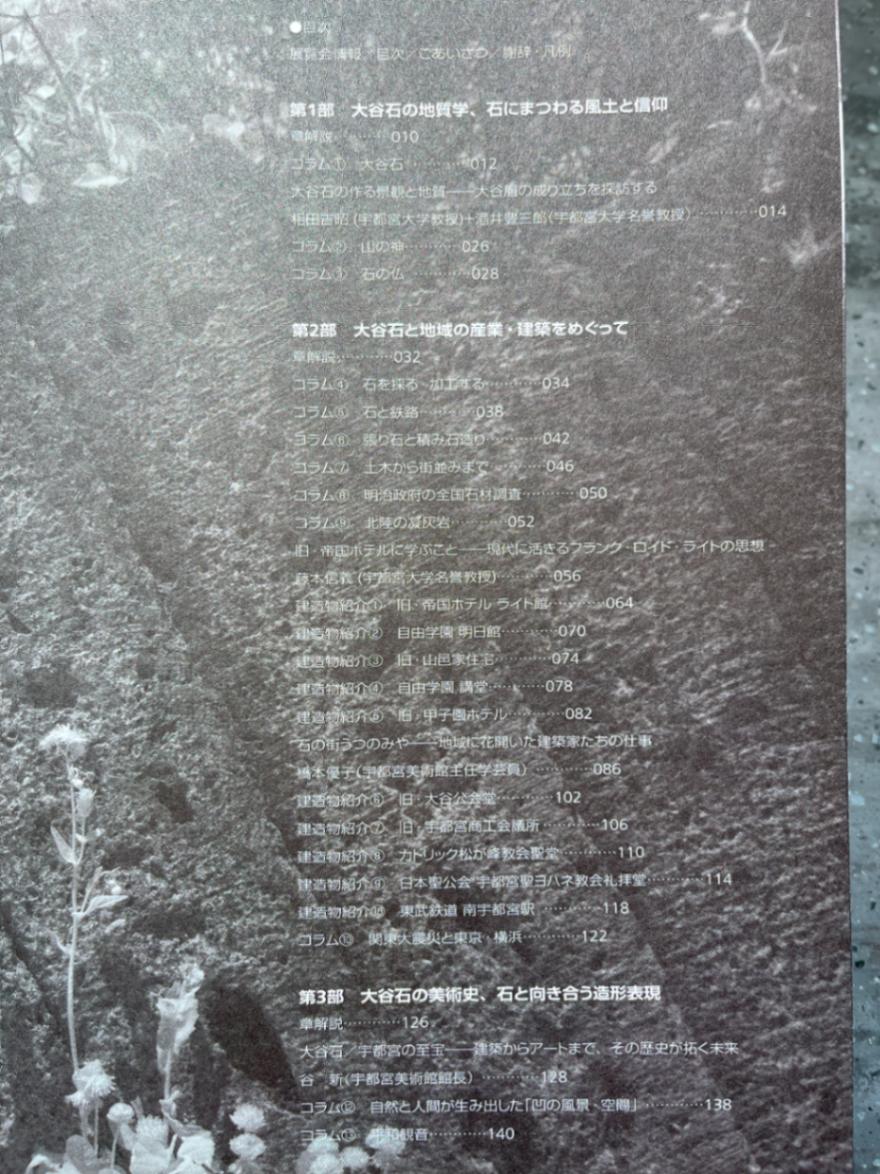 ●目次
展覧会情報／目次／ごあいさつ／謝辞・凡例
第1部　大谷石の地質学、石にまつわる風土と信仰
章解説…………010
コラム①　大谷石…………012
大谷石の作る景観と地質――大谷層の成り立ちを探訪する
相田吉昭(宇都宮大学教授)+酒井豊三郎(宇都宮大学名誉教授)…………014
コラム②　山の神…………026
コラム③　石の仏…………028
第2部　大谷石と地域の産業・建築をめぐって
章解説…………032
コラム④　石を採る・加工する…………034
コラム⑤　石と鉄路…………038
コラム⑥　張り石と積み石造り…………042
コラム⑦　土木から街並みまで…………046
コラム⑧　明治政府の全国石材調査…………050
コラム⑨　北陸の凝灰岩…………052
旧・帝国ホテルに学ぶこと――現代に活きるフランク・ロイド・ライトの思想
藤本信義(宇都宮大学名誉教授)…………056
建造物紹介①　旧・帝国ホテル ライト館…………064
建造物紹介②　自由学園 明日館…………070
建造物紹介③　旧・山邑家住宅…………074
建造物紹介④　自由学園 講堂…………078
建造物紹介⑤　旧・甲子園ホテル…………082
石の街うつのみや――地域に花開いた建築家たちの仕事
橋本優子(宇都宮美術館主任学芸員)…………086
建造物紹介⑥　旧・大谷公会堂…………102
建造物紹介⑦　旧・宇都宮商工会議所…………106
建造物紹介⑧　カトリック松が峰教会聖堂…………110
建造物紹介⑨　日本聖公会 宇都宮聖ヨハネ教会礼拝堂…………114
建造物紹介⑩　東武鉄道 南宇都宮駅…………118
コラム⑩　関東大震災と東京・横浜…………122
第3部　大谷石の美術史、石と向き合う造形表現
章解説…………126
大谷石／宇都宮の至宝――建築からアートまで、その歴史が拓く未来
谷　新(宇都宮美術館館長)…………128
コラム⑫　自然と人間が生み出した「凹の風景・空間」…………138
コラム⑬　平和観音…………140